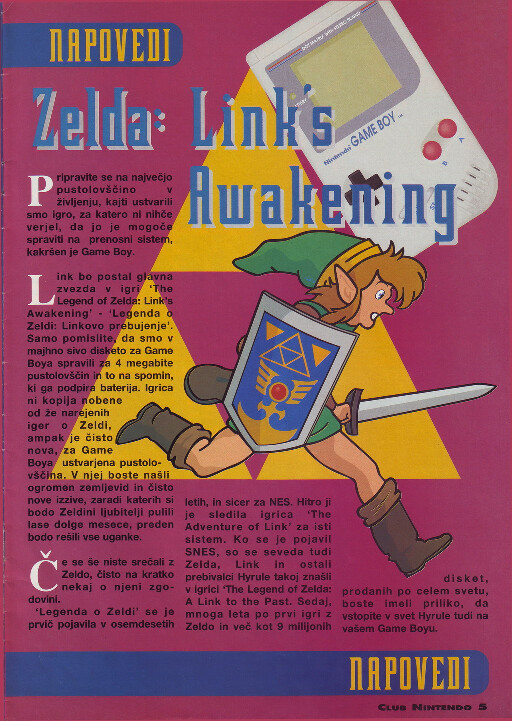 NAPOVEDI
Zelda: Link's
Awakening
Nintendo GAME BOY™
B A
Pripravite se na največjo
pustolovščino v
življenju, kajti ustvarili
smo igro, za katero ni nihče
verjel, da jo je mogoče
spraviti na prenosni sistem,
kakršen je Game Boy.
Link bo postal glavna
zvezda v igri 'The
Legend of Zelda: Link's
Awakening' - 'Legenda o
Zeldi: Linkovo prebujenje'.
Samo pomislite, da smo v
majhno sivo disketo za Game
Boya spravili za 4 megabite
pustolovščin in to na spomin,
ki ga podpira baterija. Igrica
ni kopija nobene
od že narejenih
iger o Zeldi,
ampak je čisto
nova, za Game
Boya ustvarjena pustolo-
vščina. V njej boste našli
ogromen zemljevid in čisto
nove izzive, zaradi katerih si
bodo Zeldini ljubitelji pulili
lase dolge mesece, preden
bodo rešili vse uganke.
Če se še niste srečali z
Zeldo, čisto na kratko
nekaj o njeni zgo-
dovini.
'Legenda o Zeldi' se je
prvič pojavila v osemdesetih
letih, in sicer za NES. Hitro ji
je sledila igrica 'The
Adventure of Link' za isti
sistem. Ko se je pojavil
SNES, so se seveda tudi
Zelda, Link in ostali
prebivalci Hyrule takoj znašli
v igrici 'The Legend of Zelda:
A Link to the Past. Sedaj,
mnoga leta po prvi igri z
Zeldo in več kot 9 milijonih
disket,
prodanih po celem svetu,
boste imeli priliko, da
vstopite v svet Hyrule tudi na
vašem Game Boyu.
NAPOVEDI
CLUB NINTENDO 5